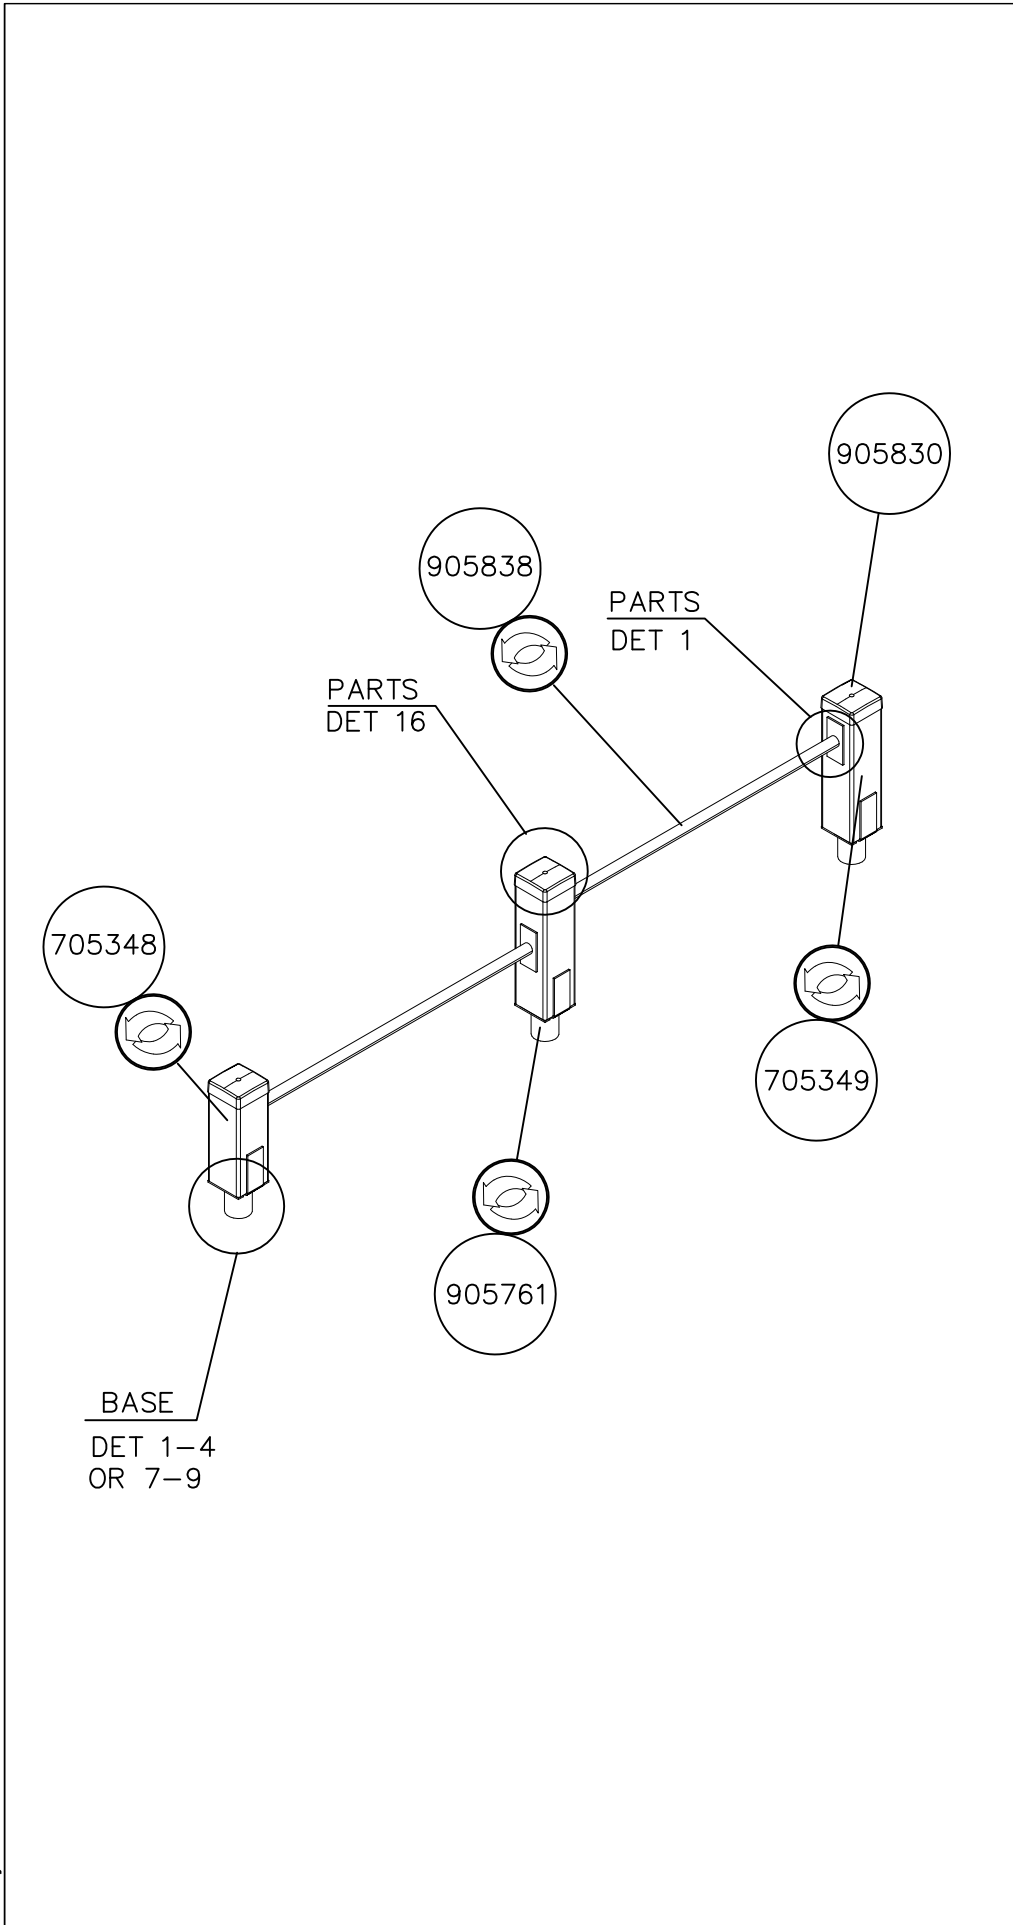 905830
905838
PARTS
DET 1
PARTS
DET 16
705348
705349
905761
BASE
DET 1-4
OR 7-9